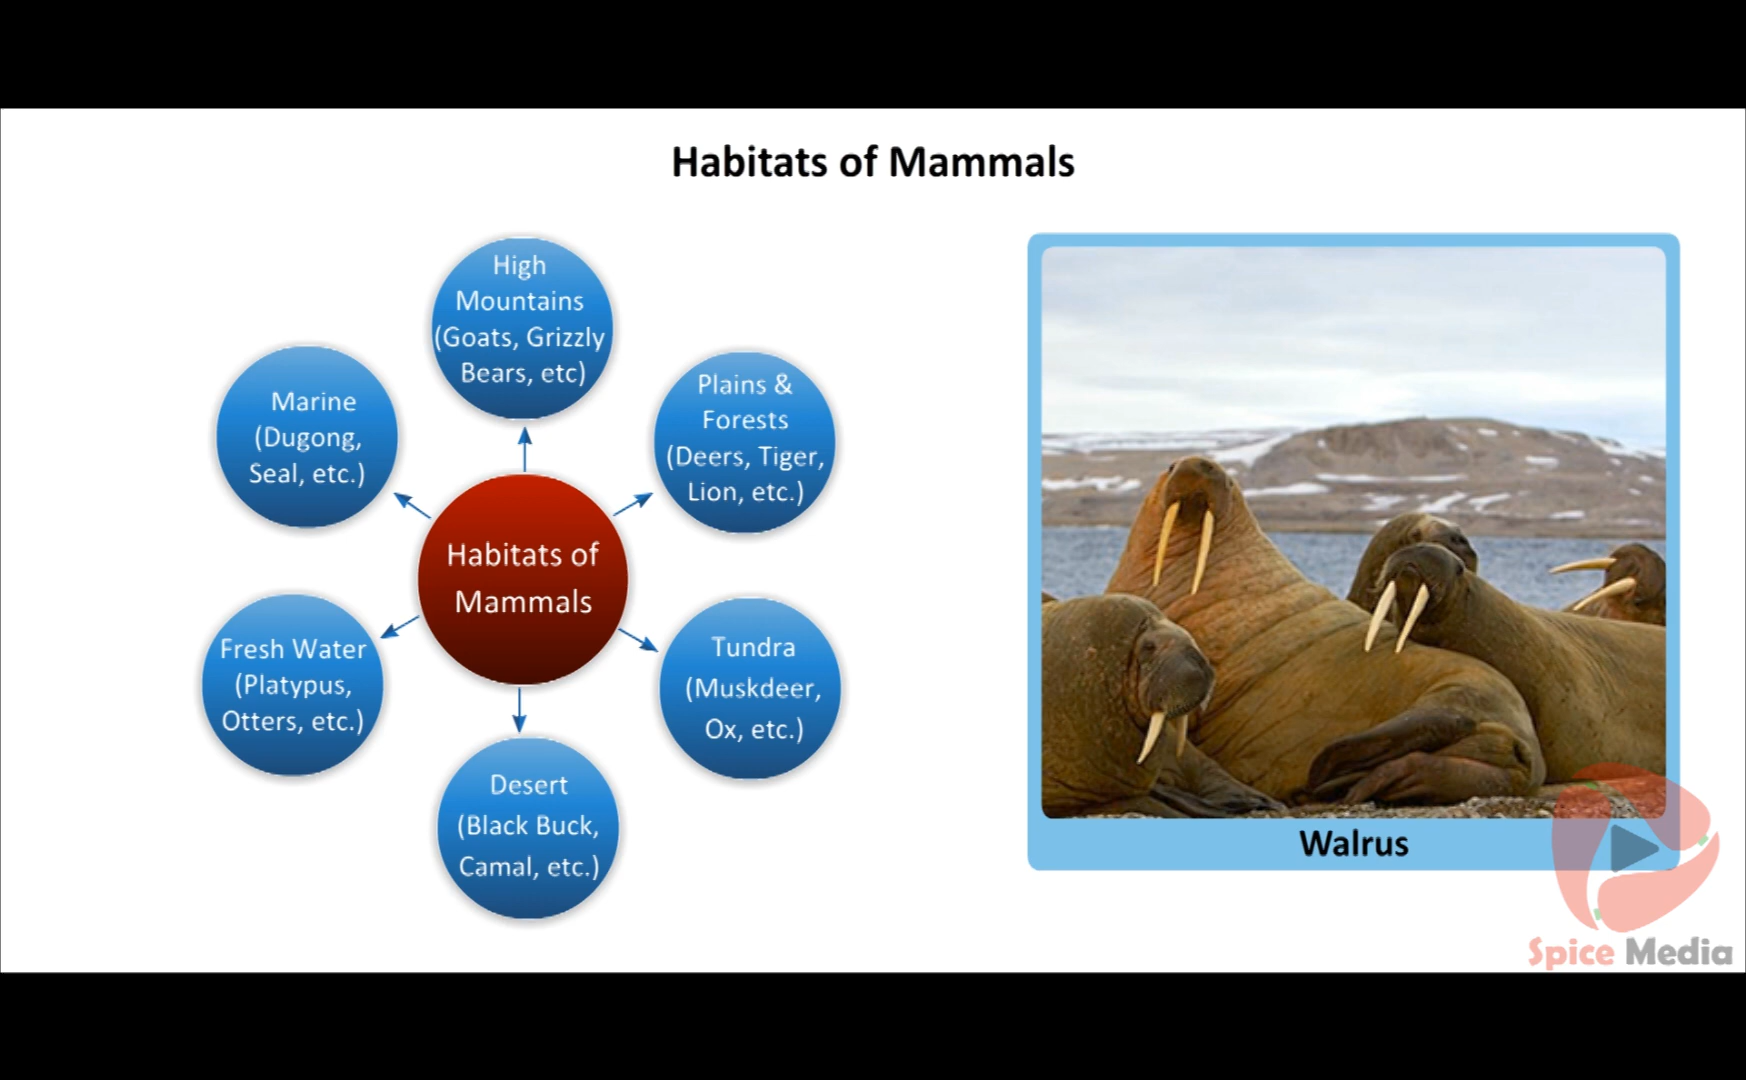 Habitats of Mammals
High
Mountains
(Goats, Grizzly
Bears, etc)
Plains &
Forests
(Deers, Tiger,
Lion, etc.)
Marine
(Dugong,
Seal, etc.)
Habitats of
Mammals
Fresh Water
(Platypus,
Otters, etc.)
Tundra
(Muskdeer,
Ox, etc.)
Desert
(Black Buck,
Camal, etc.)
Walrus
Spice Media